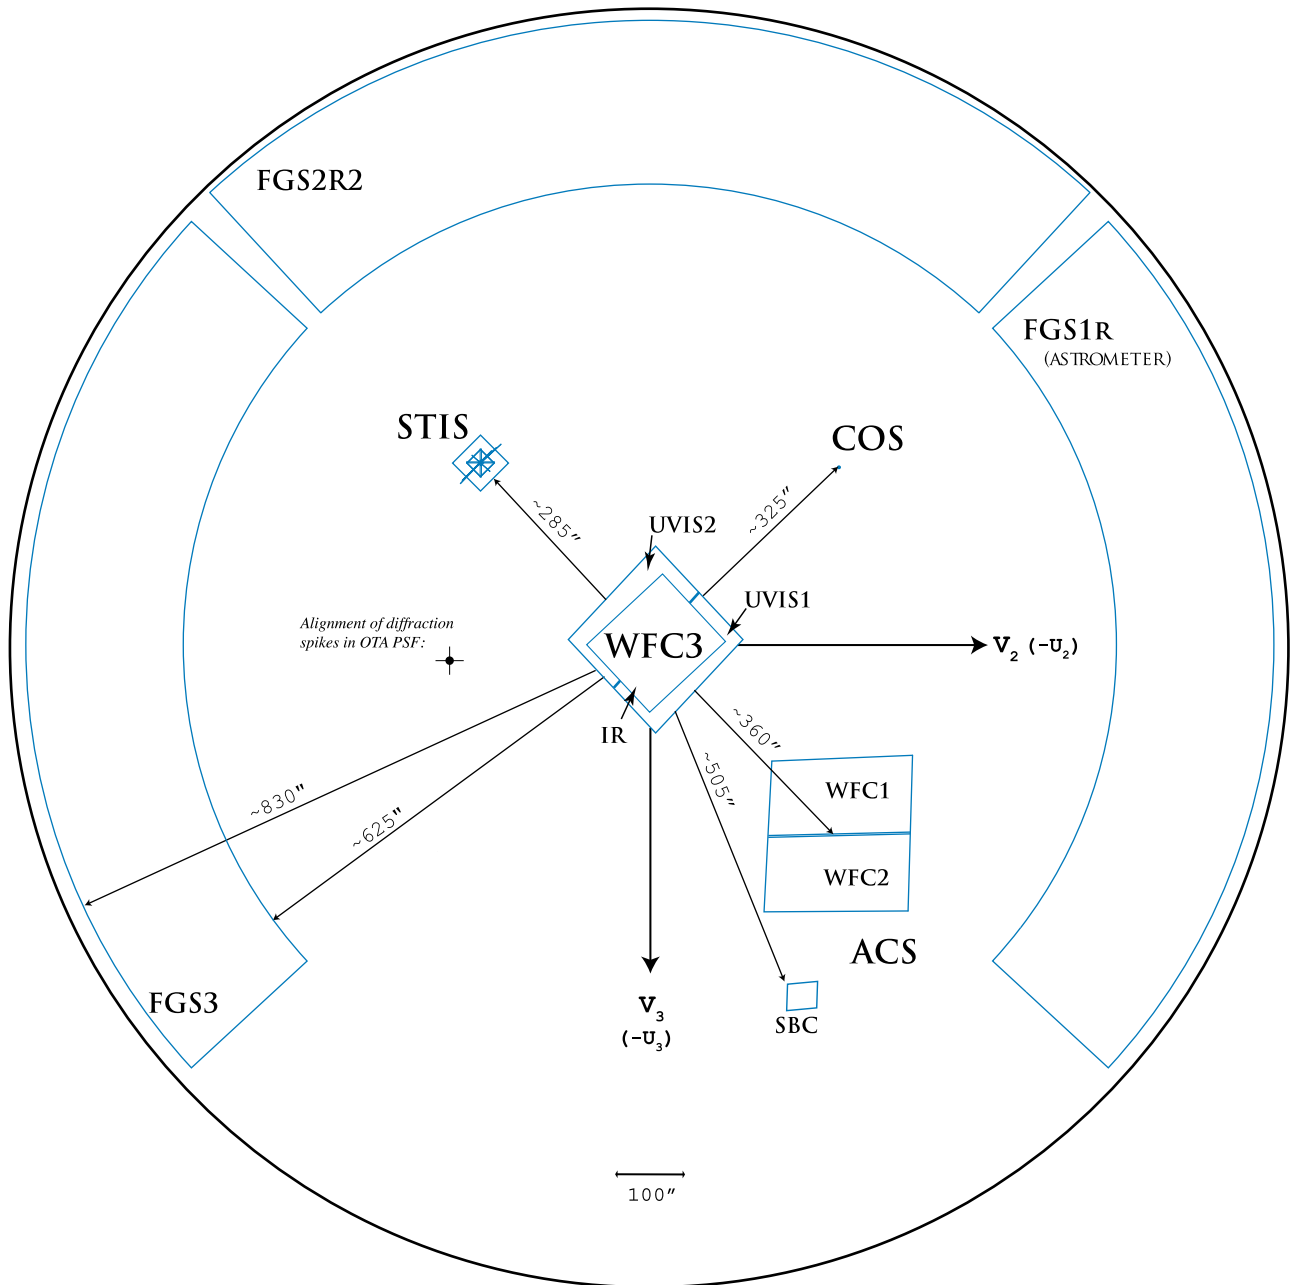 FGS2R2
FGS1R
(ASTROMETER)
STIS
COS
~285″
~325″
UVIS2
UVIS1
Alignment of diffraction
spikes in OTA PSF:
WFC3
V2 (-U2)
IR
~360″
~505″
~830″
~625″
WFC1
WFC2
ACS
FGS3
V3
(-U3)
SBC
100″